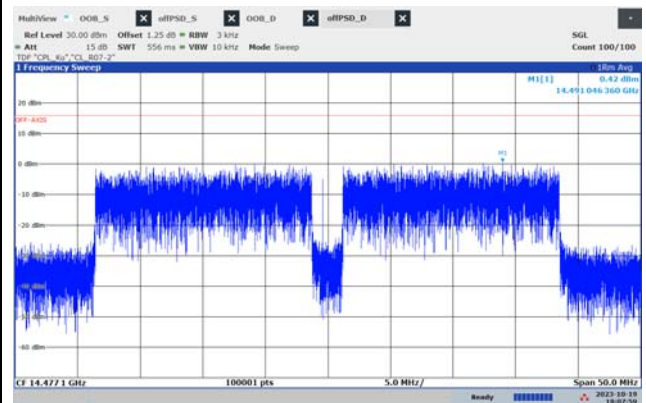 MultiView OOB_S X offPSD_S X OOB_D X offPSD_D X
Ref Level 30.00 dBm Offset 1.25 dB RBW 3 kHz SGL
Att 15 dB SWT 556 ms VBW 10 kHz Mode Sweep Count 100/100
TDF "CPL_Ku","CL_R07-2"
1 Frequency Sweep 1Rm Avg
M1[1] 0.42 dBm
14.491 046 360 GHz
20 dBm
OFF-AXIS
10 dBm
M1
0 dBm
-10 dBm
-20 dBm
-60 dBm
CF 14.4771 GHz 100001 pts 5.0 MHz/ Span 50.0 MHz
Ready 2023-10-19
18:07:59